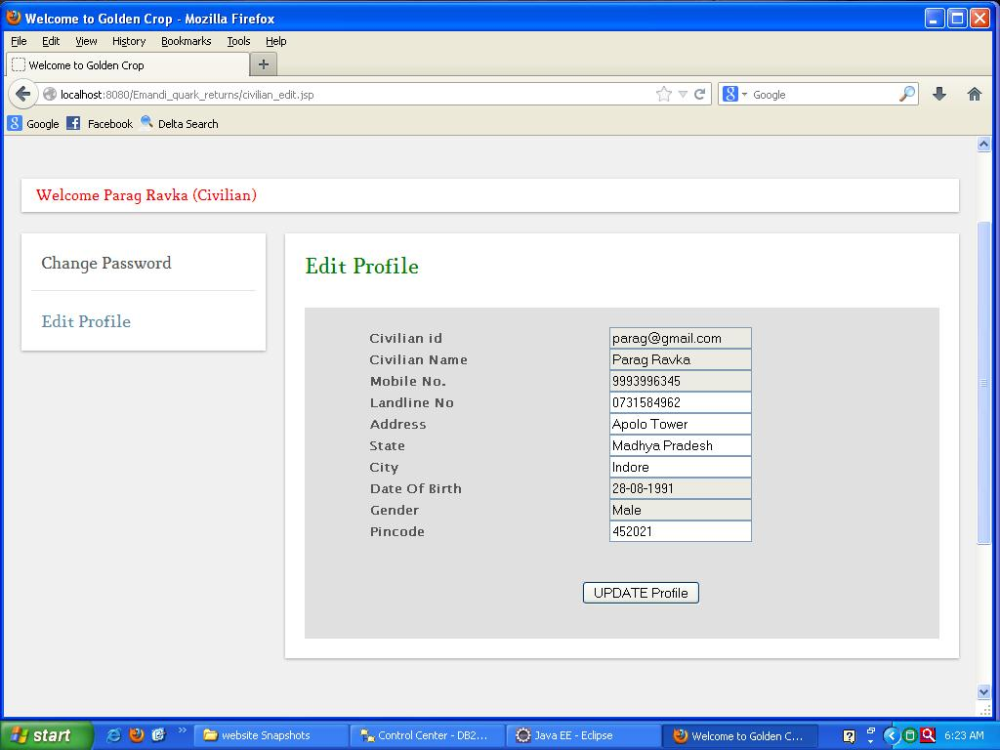 Welcome to Golden Crop - Mozilla Firefox
File Edit View History Bookmarks Tools Help
Welcome to Golden Crop
localhost:8080/Emandi_quark_returns/civilian_edit.jsp
Google
Google Facebook Delta Search
Welcome Parag Ravka (Civilian)
Change Password
Edit Profile
Edit Profile
Civilian id parag@gmail.com
Civilian Name Parag Ravka
Mobile No. 9993996345
Landline No 0731584962
Address Apolo Tower
State Madhya Pradesh
City Indore
Date Of Birth 28-08-1991
Gender Male
Pincode 452021
UPDATE Profile
start website Snapshots Control Center - DB2... Java EE - Eclipse Welcome to Golden C... 6:23 AM